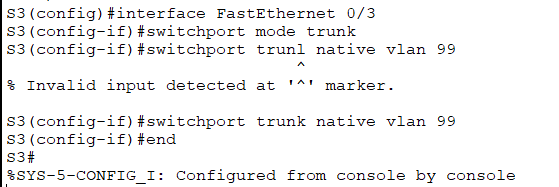 S3(config)#interface FastEthernet 0/3
S3(config-if)#switchport mode trunk
S3(config-if)#switchport trunl native vlan 99
^
% Invalid input detected at '^' marker.
S3(config-if)#switchport trunk native vlan 99
S3(config-if)#end
S3#
%SYS-5-CONFIG_I: Configured from console by console